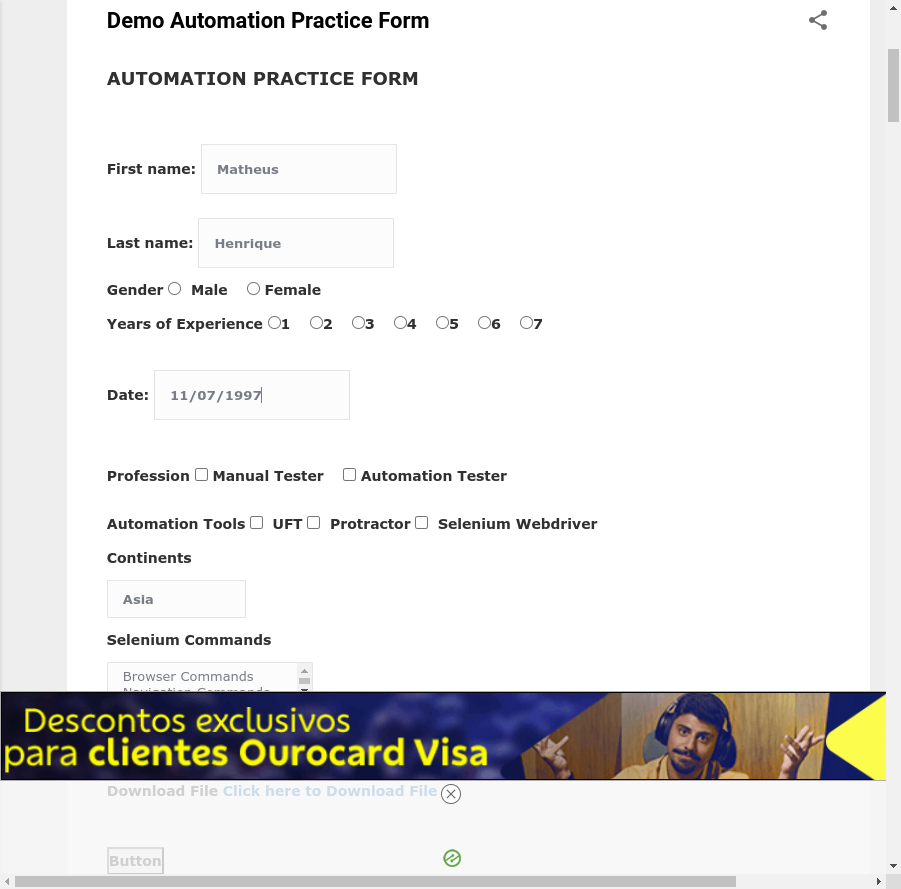 Demo Automation Practice Form
AUTOMATION PRACTICE FORM
First name: Matheus
Last name: Henrique
Gender Male Female
Years of Experience 1 2 3 4 5 6 7
Date: 11/07/1997
Profession Manual Tester Automation Tester
Automation Tools UFT Protractor Selenium Webdriver
Continents
Asia
Selenium Commands
Browser Commands
Navigation Commands
Descontos exclusivos
para clientes Ourocard Visa
Download File Click here to Download File
Button